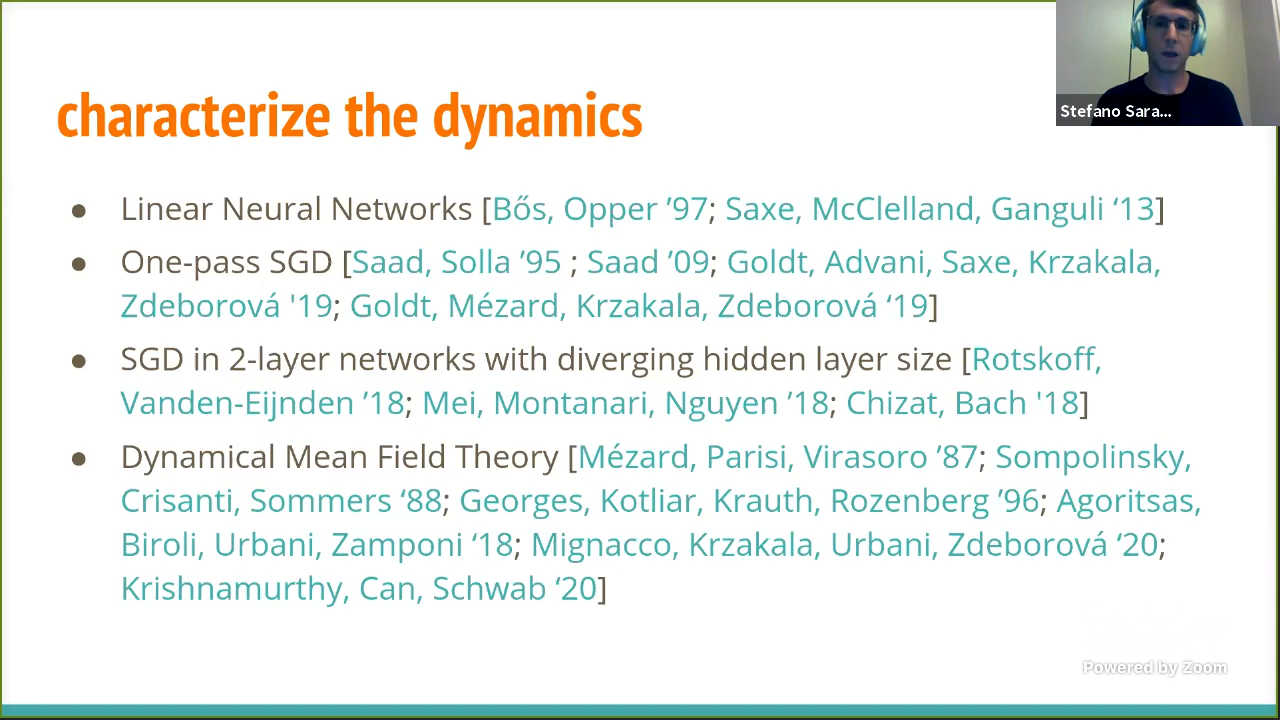 characterize the dynamics
Stefano Sara...
● Linear Neural Networks [Bős, Opper ’97; Saxe, McClelland, Ganguli ‘13]
● One-pass SGD [Saad, Solla ’95 ; Saad ’09; Goldt, Advani, Saxe, Krzakala,
Zdeborová '19; Goldt, Mézard, Krzakala, Zdeborová ‘19]
● SGD in 2-layer networks with diverging hidden layer size [Rotskoff,
Vanden-Eijnden ’18; Mei, Montanari, Nguyen ’18; Chizat, Bach '18]
● Dynamical Mean Field Theory [Mézard, Parisi, Virasoro ’87; Sompolinsky,
Crisanti, Sommers ‘88; Georges, Kotliar, Krauth, Rozenberg ’96; Agoritsas,
Biroli, Urbani, Zamponi ‘18; Mignacco, Krzakala, Urbani, Zdeborová ‘20;
Krishnamurthy, Can, Schwab ‘20]
Powered by Zoom